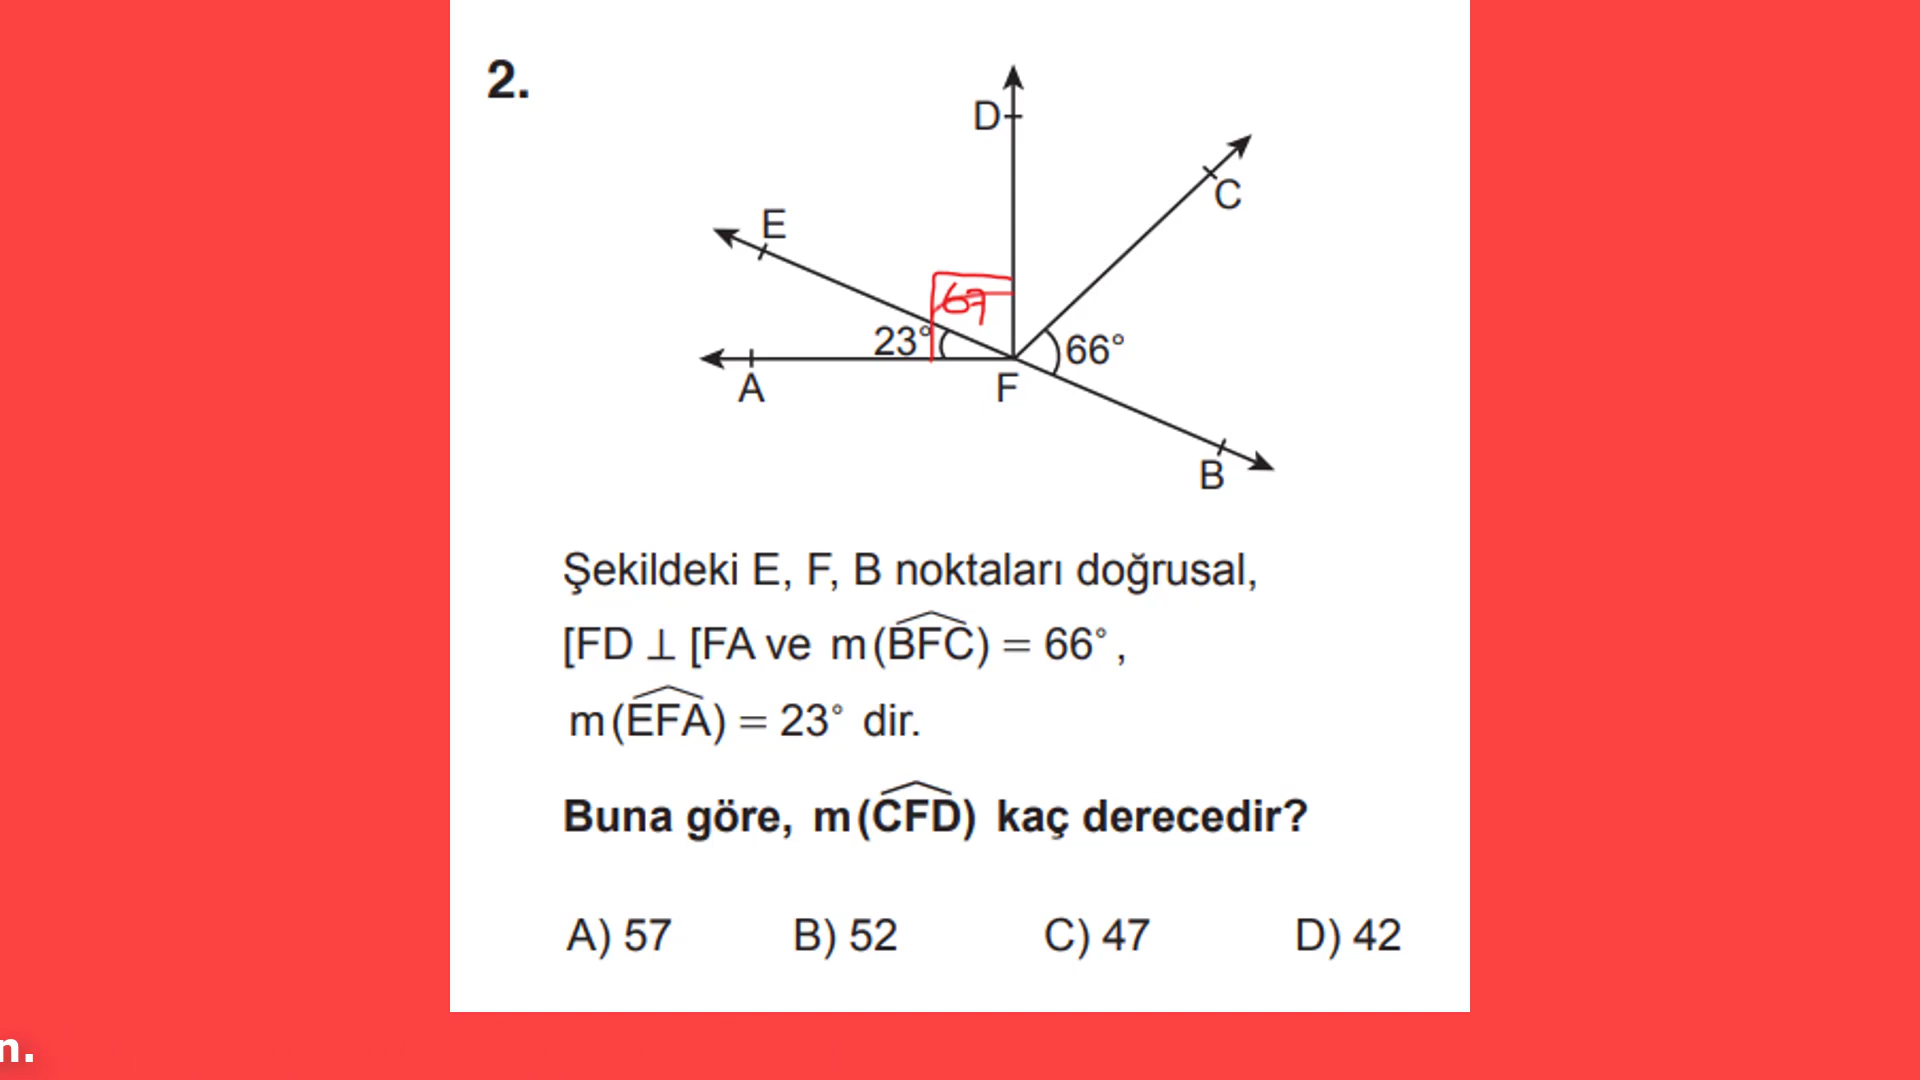 2.
D
C
E
67
23°
66°
A
F
B
Şekildeki E, F, B noktaları doğrusal,
[FD ⊥ [FA ve m(BFC) = 66°,
m(EFA) = 23° dir.
Buna göre, m(CFD) kaç derecedir?
A) 57 B) 52 C) 47 D) 42
n.